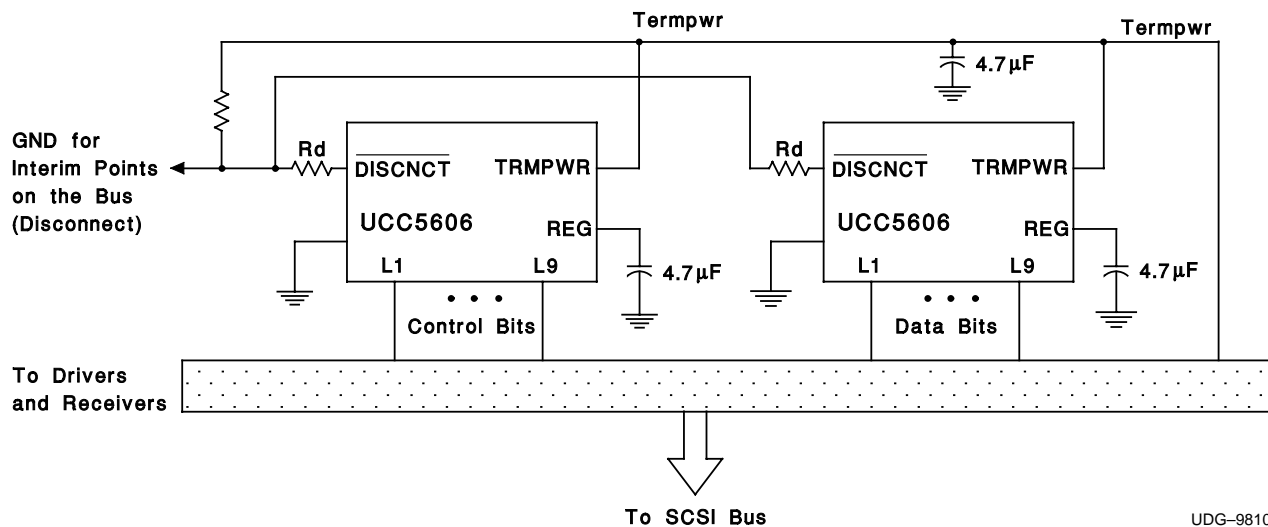 Termpwr
Termpwr
4.7μF
GND for
Interim Points
on the Bus
(Disconnect)
Rd
DISCNCT
TRMPWR
UCC5606
REG
L1
L9
4.7μF
Control Bits
Rd
DISCNCT
TRMPWR
UCC5606
REG
L1
L9
4.7μF
Data Bits
To Drivers
and Receivers
To SCSI Bus
UDG–9810